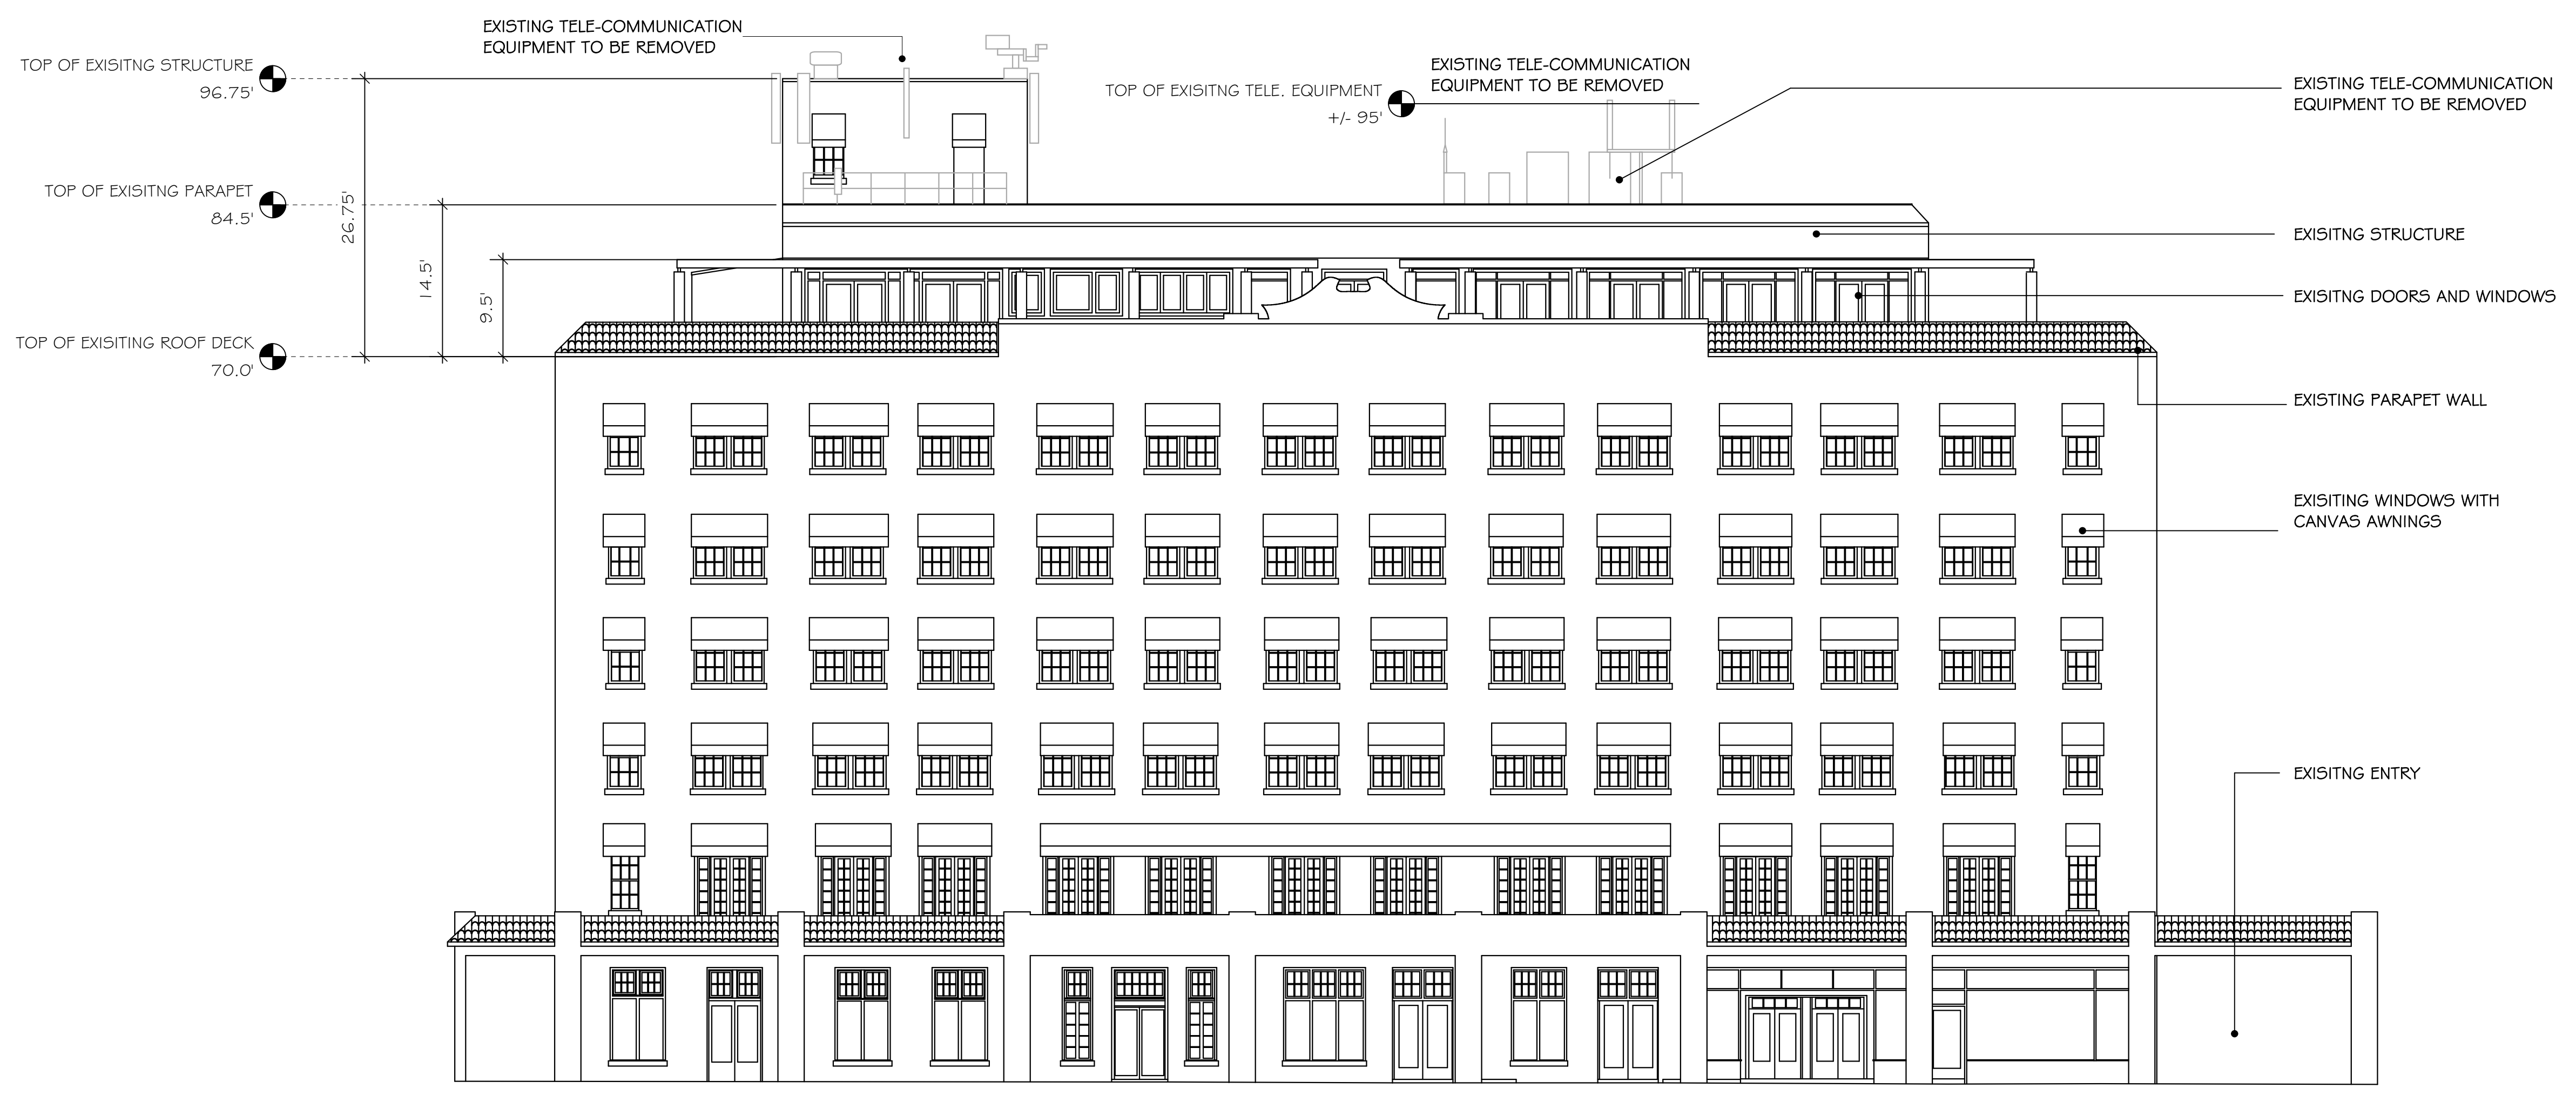 EXISTING TELE-COMMUNICATION
EQUIPMENT TO BE REMOVED
TOP OF EXISITNG STRUCTURE
96.75'
EXISTING TELE-COMMUNICATION
EQUIPMENT TO BE REMOVED
TOP OF EXISITNG TELE. EQUIPMENT
+/- 95'
EXISTING TELE-COMMUNICATION
EQUIPMENT TO BE REMOVED
TOP OF EXISITNG PARAPET
84.5'
26.75'
14.5'
9.5'
EXISITNG STRUCTURE
EXISITNG DOORS AND WINDOWS
TOP OF EXISITING ROOF DECK
70.0'
EXISTING PARAPET WALL
EXISITING WINDOWS WITH
CANVAS AWNINGS
EXISITNG ENTRY